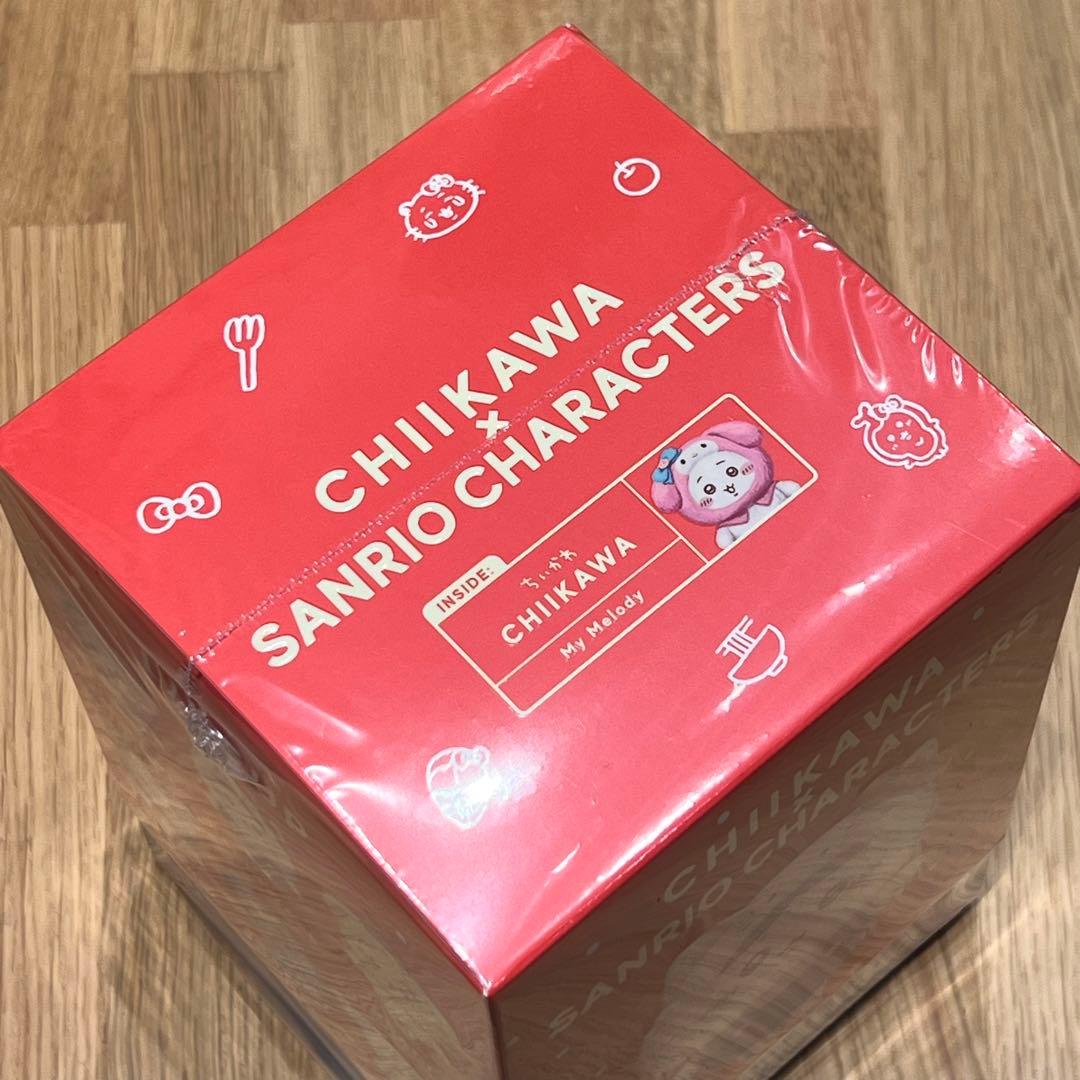 CHIIKAWA
×
SANRIO CHARACTERS
INSIDE:
ちいかわ
CHIIKAWA
My Melody
CHIIKAWA
×
SANRIO CHARACTERS